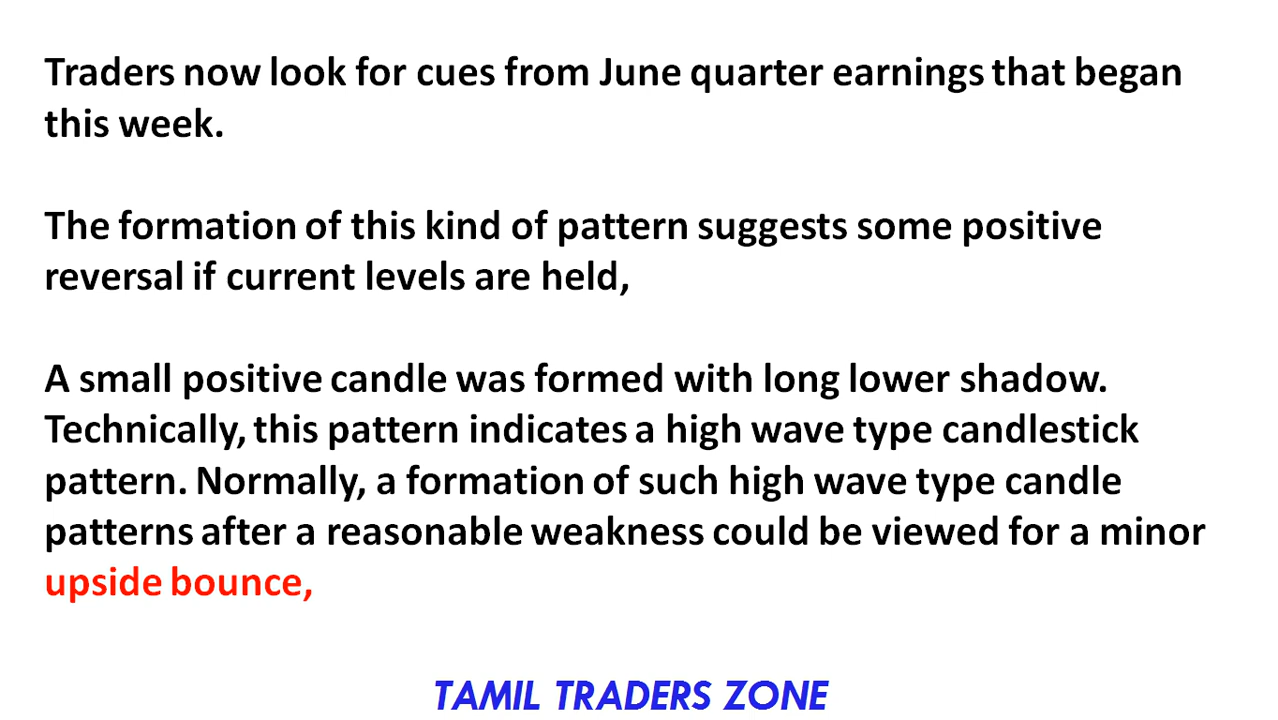 Traders now look for cues from June quarter earnings that began
this week.
The formation of this kind of pattern suggests some positive
reversal if current levels are held,
A small positive candle was formed with long lower shadow.
Technically, this pattern indicates a high wave type candlestick
pattern. Normally, a formation of such high wave type candle
patterns after a reasonable weakness could be viewed for a minor
upside bounce,
TAMIL TRADERS ZONE